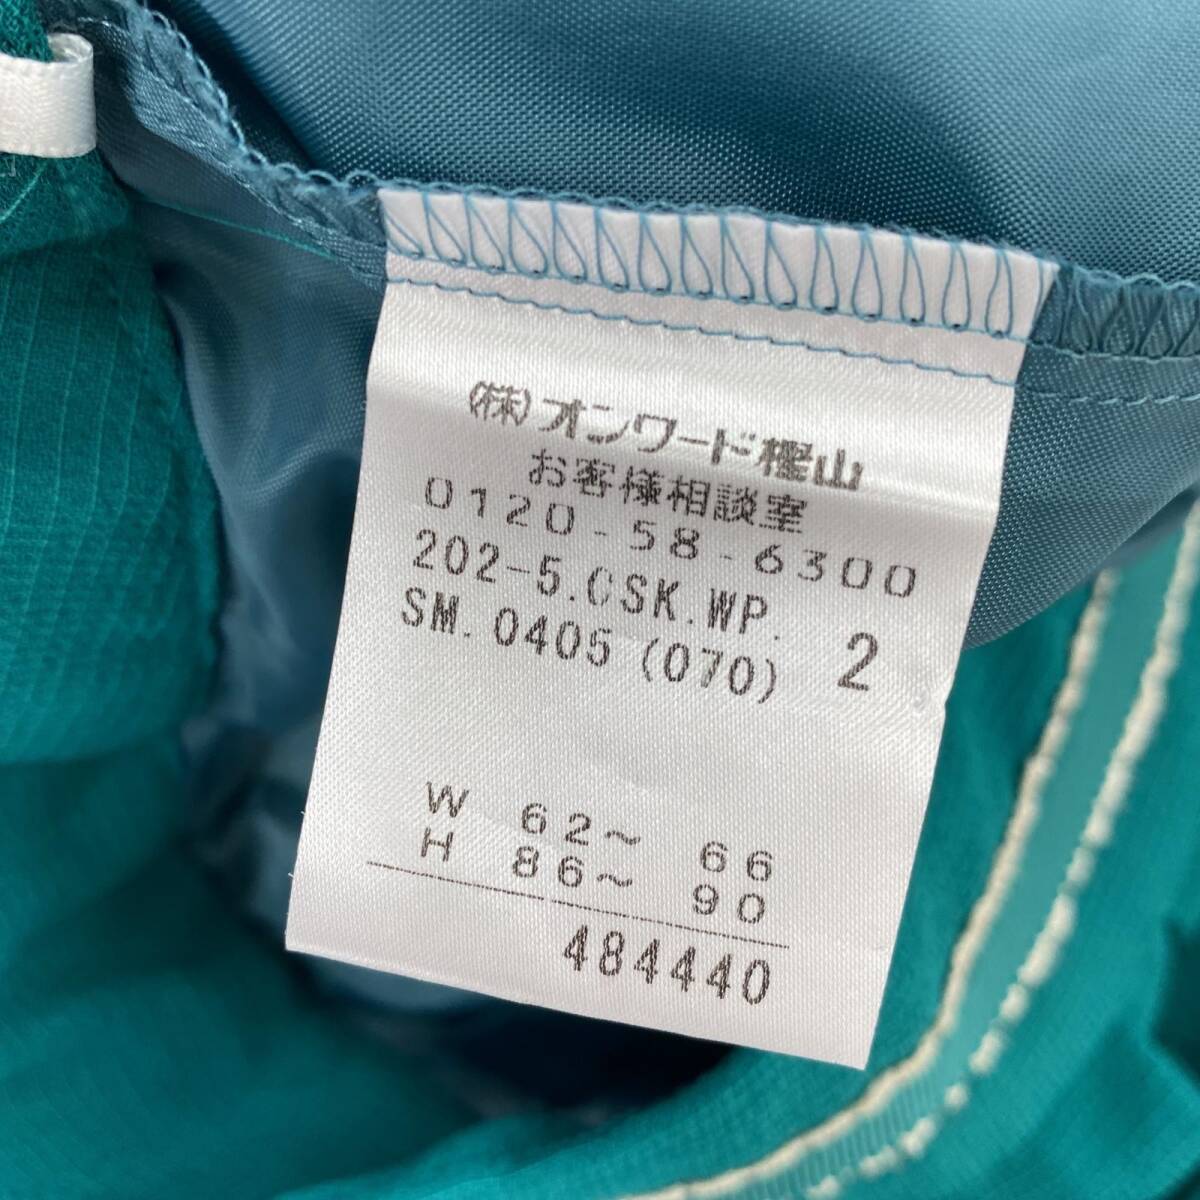 (株)オンワード樫山
お客様相談室
0120-58-6300
202-5.CSK.WP.
SM.0405(070) 2
W 62~ 66
H 86~ 90
484440